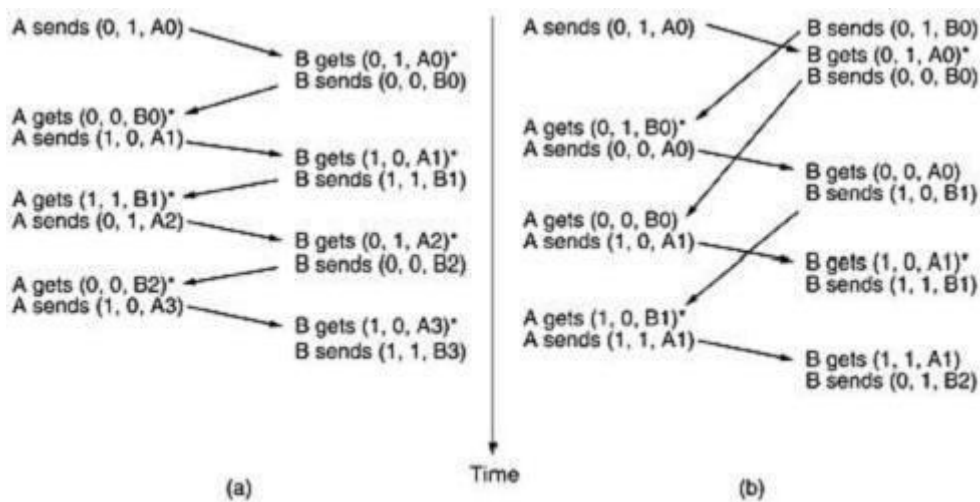 A sends (0, 1, A0)
B gets (0, 1, A0)*
B sends (0, 0, B0)
A gets (0, 0, B0)*
A sends (1, 0, A1)
B gets (1, 0, A1)*
B sends (1, 1, B1)
A gets (1, 1, B1)*
A sends (0, 1, A2)
B gets (0, 1, A2)*
B sends (0, 0, B2)
A gets (0, 0, B2)*
A sends (1, 0, A3)
B gets (1, 0, A3)*
B sends (1, 1, B3)
(a)
Time
A sends (0, 1, A0)
B sends (0, 1, B0)
B gets (0, 1, A0)*
B sends (0, 0, B0)
A gets (0, 1, B0)*
A sends (0, 0, A0)
B gets (0, 0, A0)
B sends (1, 0, B1)
A gets (0, 0, B0)
A sends (1, 0, A1)
B gets (1, 0, A1)*
B sends (1, 1, B1)
A gets (1, 0, B1)*
A sends (1, 1, A1)
B gets (1, 1, A1)
B sends (0, 1, B2)
(b)